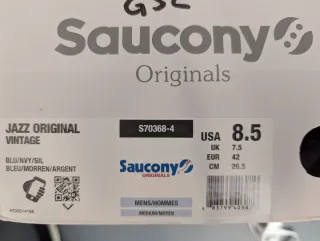 GSL
Saucony
Originals
JAZZ ORIGINAL
VINTAGE
BLU/NVY/SIL
BLEU/MORREN/ARGENT
S70368-4
Saucony
ORIGINALS
MENS/HOMMES
MEDIUM/MOYEN
USA 8.5
UK 7.5
EUR 42
CM 26.5